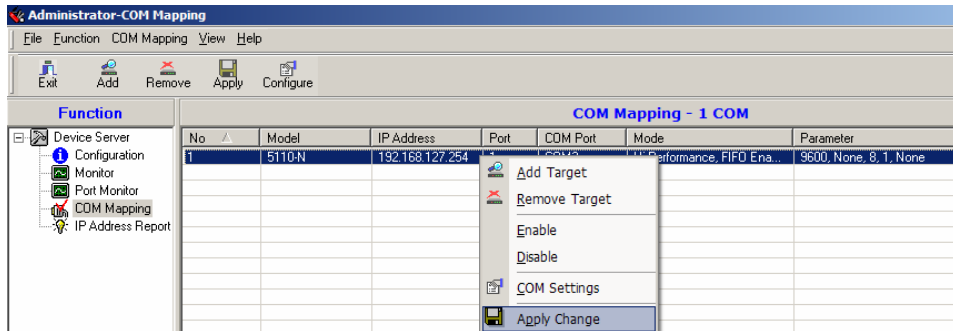 Administrator-COM Mapping
File Function COM Mapping View Help
Exit Add Remove Apply Configure
Function
COM Mapping - 1 COM
Device Server
Configuration
Monitor
Port Monitor
COM Mapping
IP Address Report
No Model IP Address Port COM Port Mode Parameter
1 5110-N 192.168.127.254 Performance, FIFO Ena... 9600, None, 8, 1, None
Add Target
Remove Target
Enable
Disable
COM Settings
Apply Change